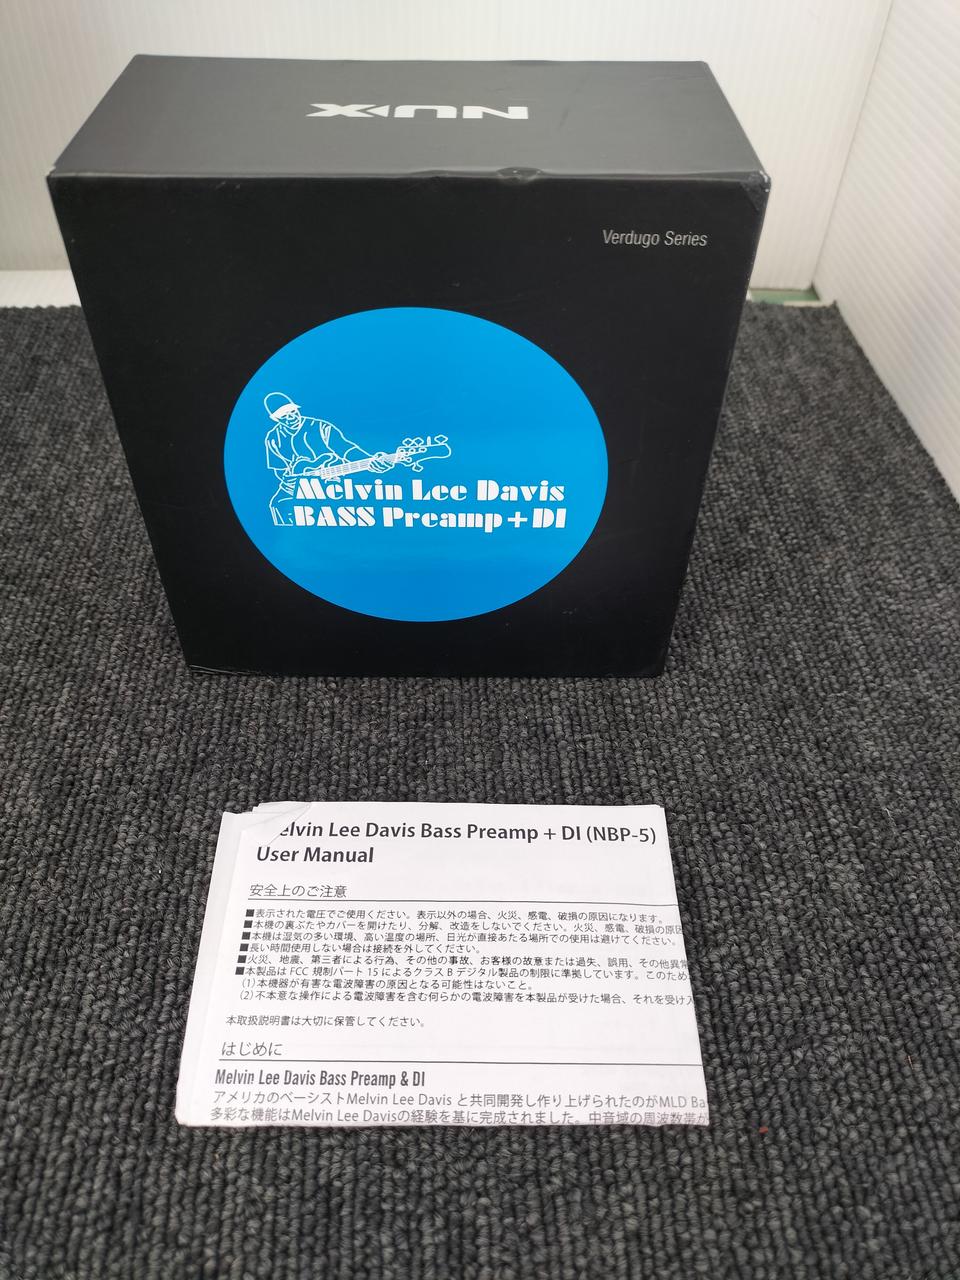 NUX
Verdugo Series
Melvin Lee Davis
BASS Preamp+DI
elvin Lee Davis Bass Preamp + DI (NBP-5)
User Manual
安全上のご注意
■表示された電圧でご使用ください。表示以外の場合、火災、感電、破損の原因になります。
■本機の裏ぶたやカバーを開けたり、分解、改造をしないでください。火災、感電、破損の原因
■本機は湿気の多い環境、高い温度の場所、日光が直接あたる場所での使用は避けてください。
■長い時間使用しない場合は接続を外してください。
■火災、地震、第三者による行為、その他の事故、お客様の故意または過失、誤用、その他異常
■本製品は FCC 規制パート 15 によるクラス B デジタル製品の制限に準拠しています。このため
(1)本機器が有害な電波障害の原因となる可能性はないこと。
(2)不本意な操作による電波障害を含む何らかの電波障害を本製品が受けた場合、それを受け入
本取扱説明書は大切に保管してください。
はじめに
Melvin Lee Davis Bass Preamp & DI
アメリカのベーシストMelvin Lee Davis と共同開発し作り上げられたのがMLD Ba
多彩な機能はMelvin Lee Davisの経験を基に完成されました。中音域の周波数帯が